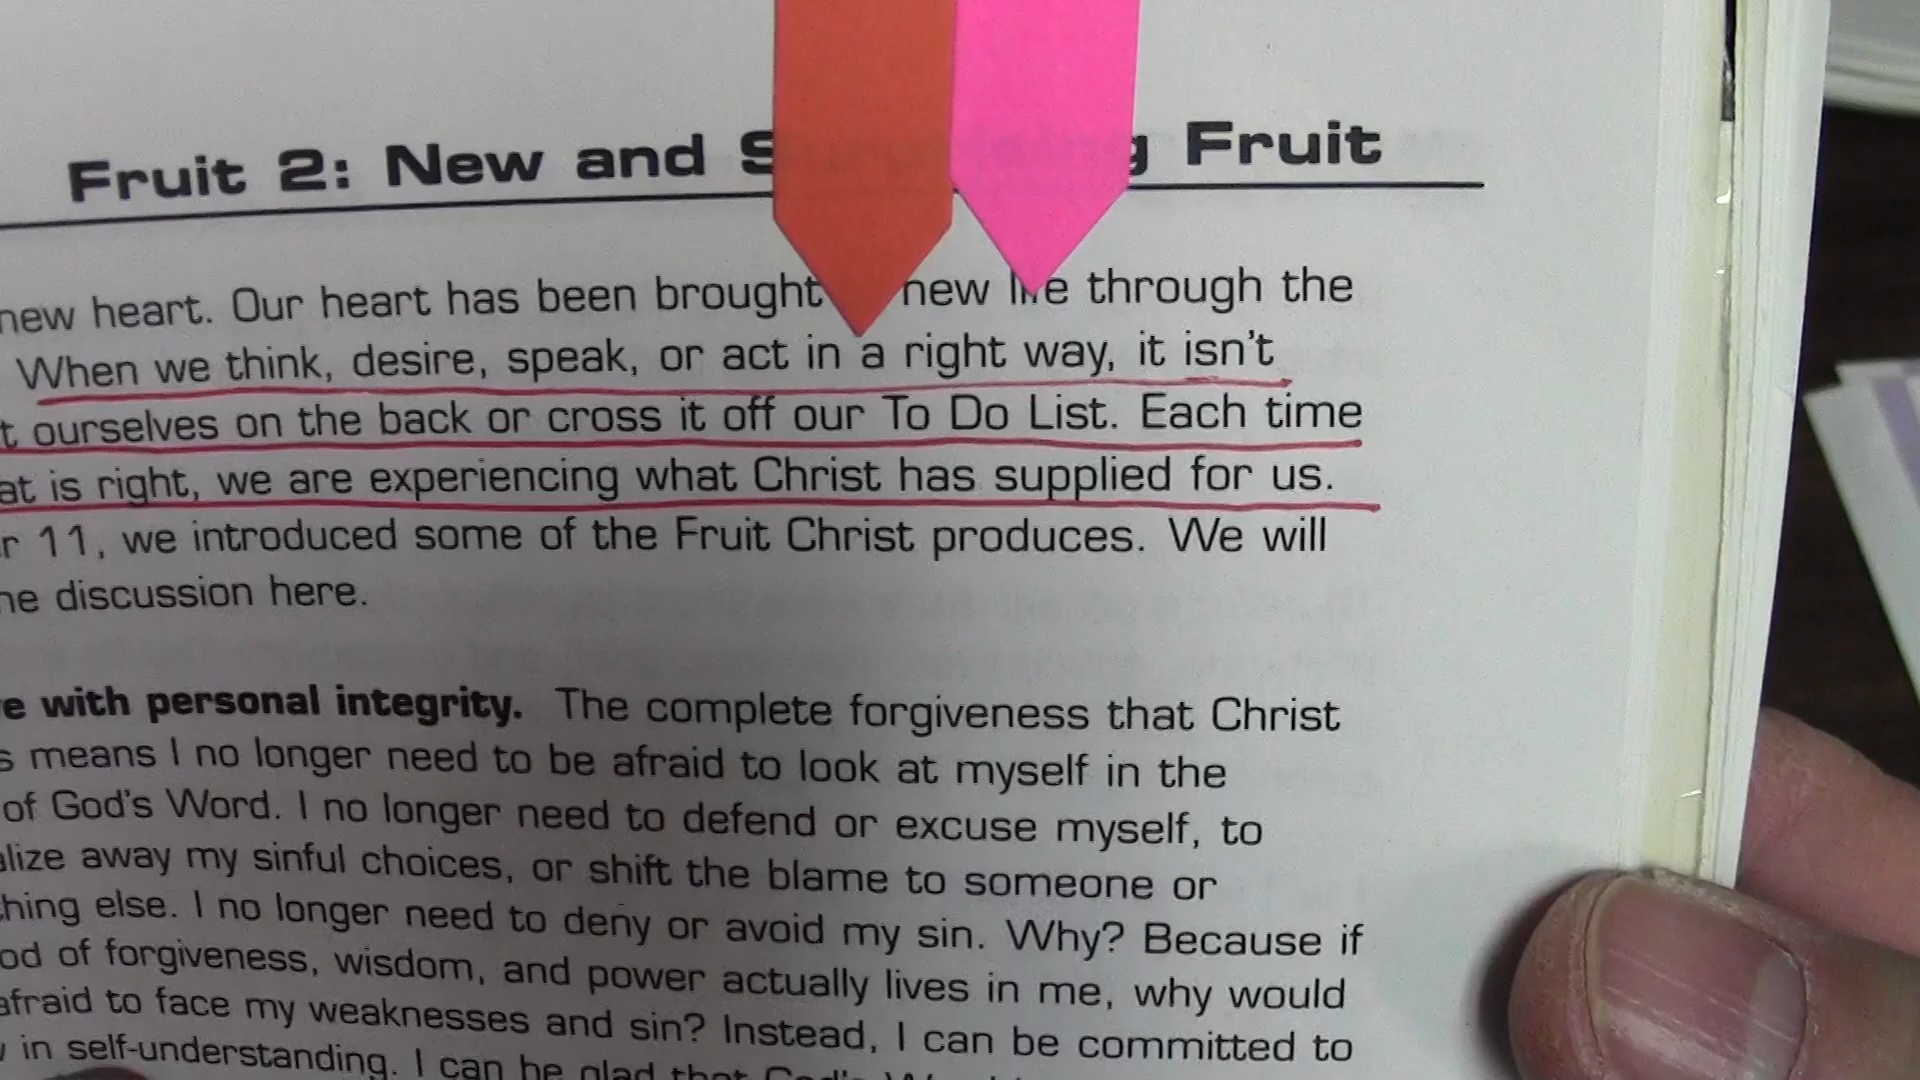 Fruit 2: New and Fruit
new heart. Our heart has been brought new life through the
When we think, desire, speak, or act in a right way, it isn't
ourselves on the back or cross it off our To Do List. Each time
is right, we are experiencing what Christ has supplied for us.
11, we introduced some of the Fruit Christ produces. We will
discussion here.
with personal integrity. The complete forgiveness that Christ
means I no longer need to be afraid to look at myself in the
of God's Word. I no longer need to defend or excuse myself, to
away my sinful choices, or shift the blame to someone or
else. I no longer need to deny or avoid my sin. Why? Because if
of forgiveness, wisdom, and power actually lives in me, why would
afraid to face my weaknesses and sin? Instead, I can be committed to
in self-understanding. I can be glad that God's